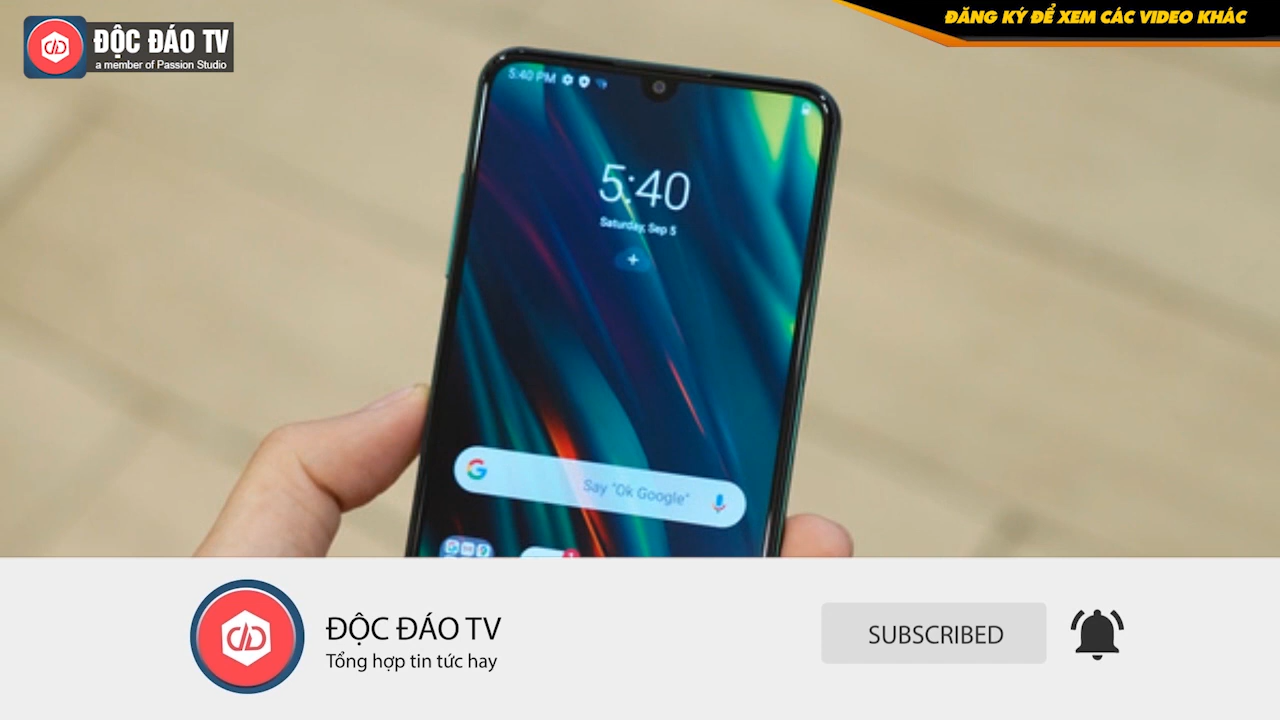 ĐỘC ĐÁO TV
a member of Passion Studio
ĐĂNG KÝ ĐỂ XEM CÁC VIDEO KHÁC
5:40 PM
5:40
Saturday, Sep 5
Say "Ok Google"
ĐỘC ĐÁO TV
Tổng hợp tin tức hay
SUBSCRIBED